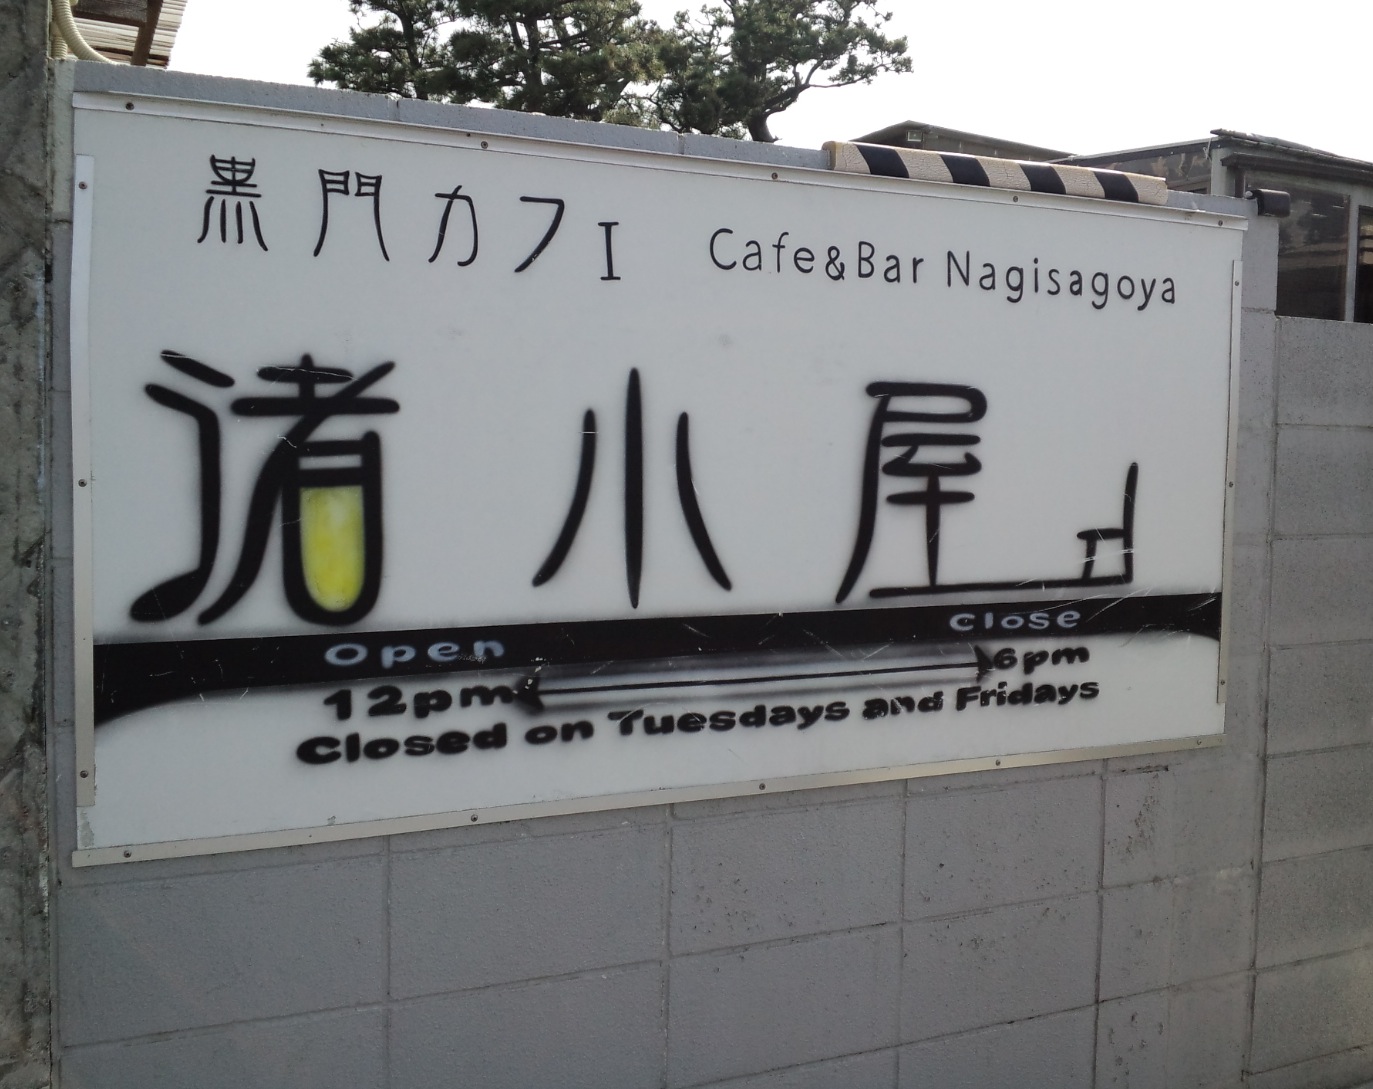 黒門カフェ Cafe&Bar Nagisagoya
渚小屋
Open Close
12pm 6pm
Closed on Tuesdays and Fridays